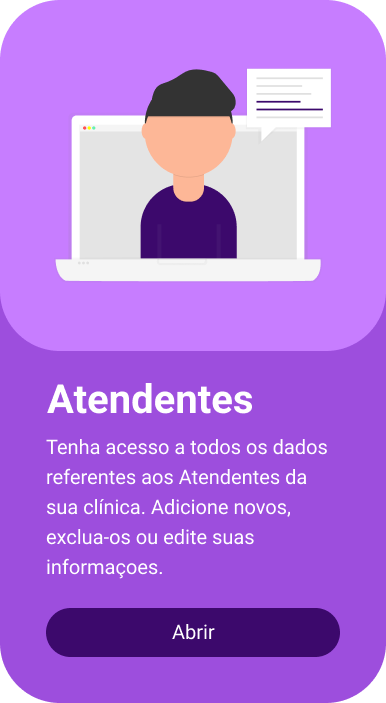 Atendentes
Tenha acesso a todos os dados
referentes aos Atendentes da
sua clínica. Adicione novos,
exclua-os ou edite suas
informaçoes.
Abrir